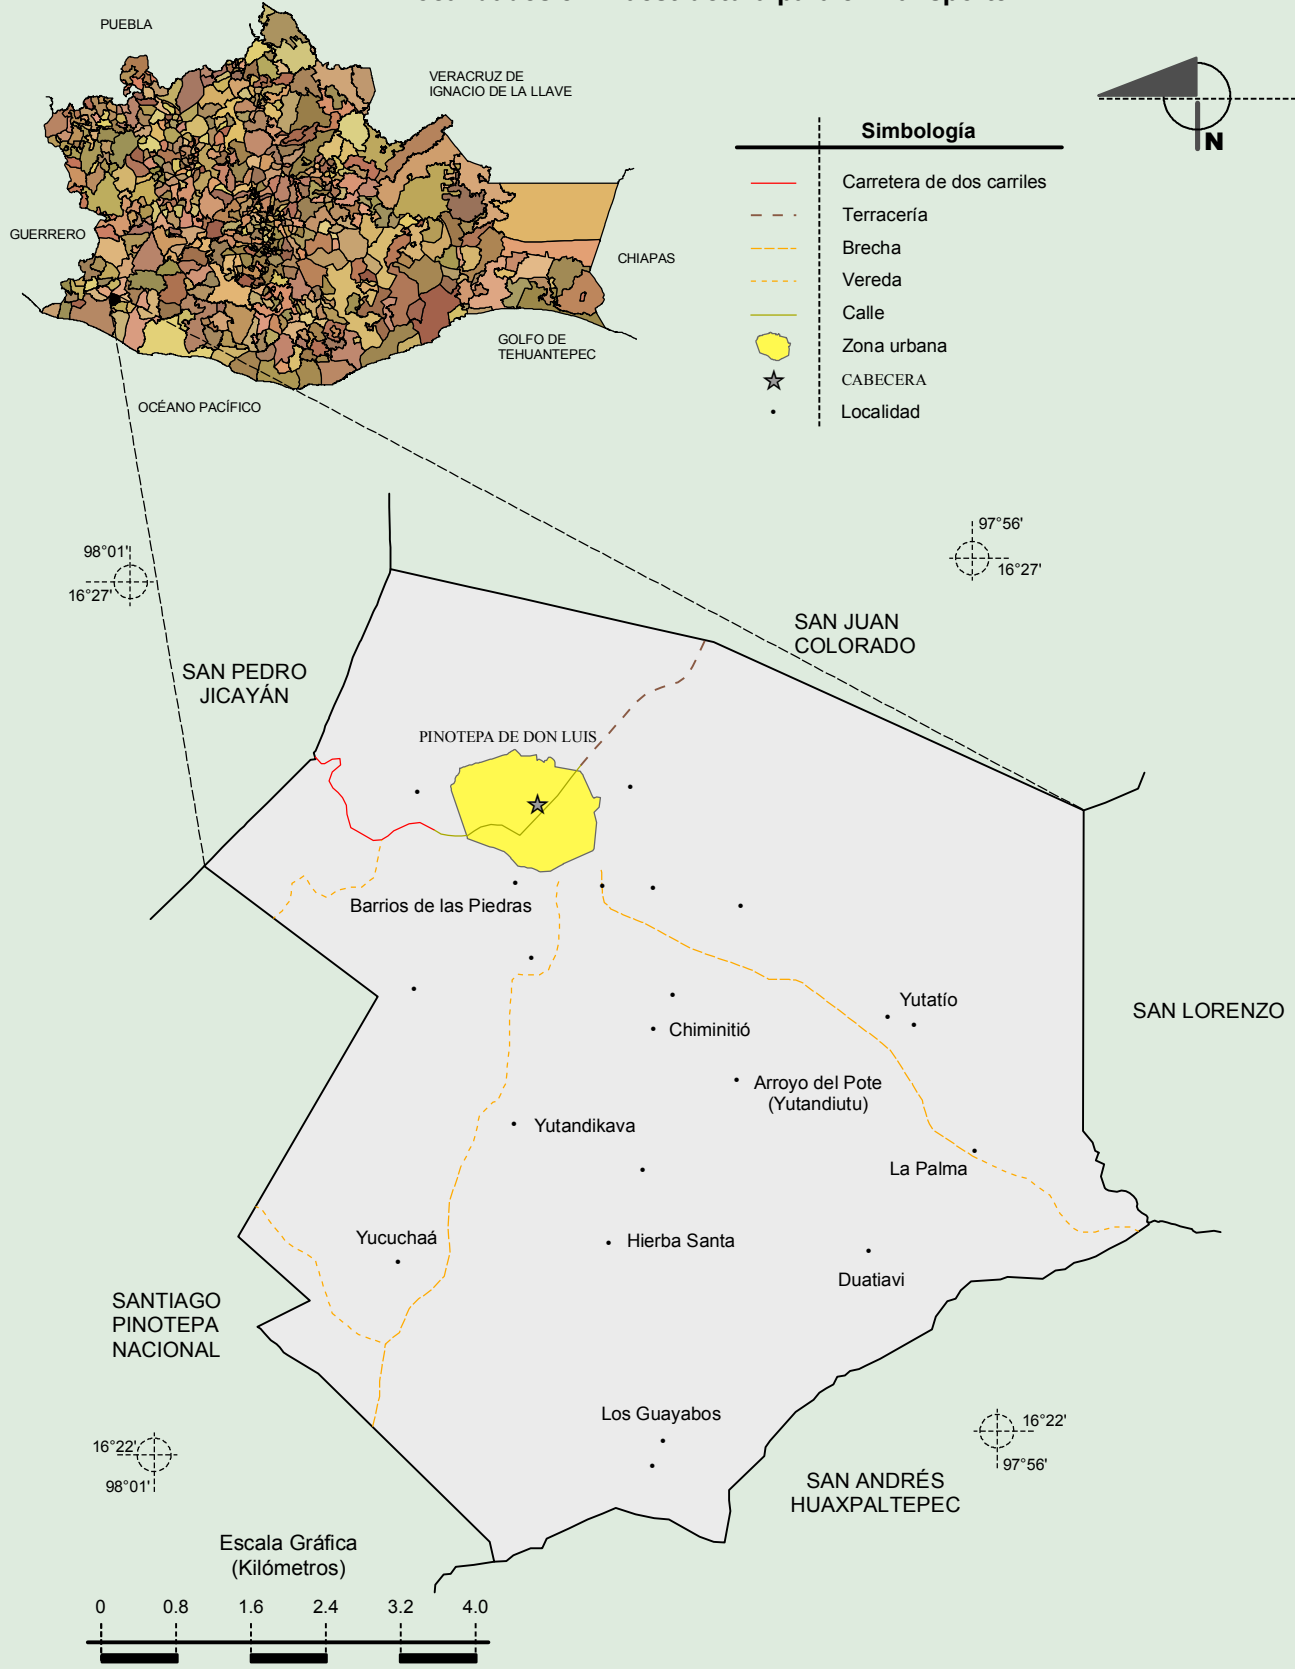 PUEBLA
VERACRUZ DE
IGNACIO DE LA LLAVE
GUERRERO
CHIAPAS
GOLFO DE
TEHUANTEPEC
OCÉANO PACÍFICO
N
Simbología
Carretera de dos carriles
Terracería
Brecha
Vereda
Calle
Zona urbana
CABECERA
Localidad
98°01'
16°27'
97°56'
16°27'
SAN JUAN
COLORADO
SAN PEDRO
JICAYÁN
PINOTEPA DE DON LUIS
Barrios de las Piedras
Yutatío
SAN LORENZO
Chiminitió
Arroyo del Pote
(Yutandiutu)
Yutandikava
La Palma
Yucuchaá
Hierba Santa
Duatiavi
SANTIAGO
PINOTEPA
NACIONAL
Los Guayabos
16°22'
98°01'
16°22'
97°56'
SAN ANDRÉS
HUAXPALTEPEC
Escala Gráfica
(Kilómetros)
0 0.8 1.6 2.4 3.2 4.0